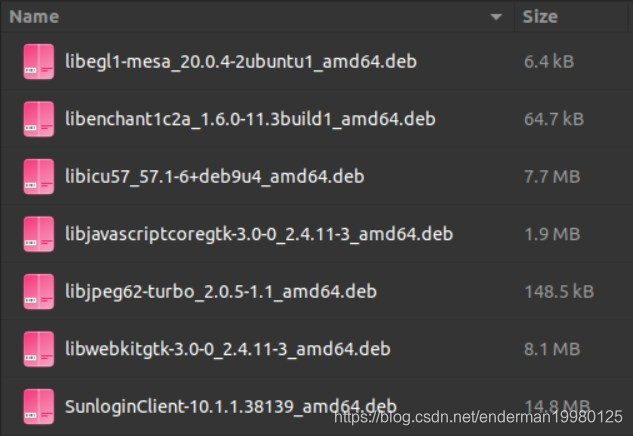 Name Size
libegl1-mesa_20.0.4-2ubuntu1_amd64.deb 6.4 kB
libenchant1c2a_1.6.0-11.3build1_amd64.deb 64.7 kB
libicu57_57.1-6+deb9u4_amd64.deb 7.7 MB
libjavascriptcoregtk-3.0-0_2.4.11-3_amd64.deb 1.9 MB
libjpeg62-turbo_2.0.5-1.1_amd64.deb 148.5 kB
libwebkitgtk-3.0-0_2.4.11-3_amd64.deb 8.1 MB
SunloginClient-10.1.1.38139_amd64.deb 14.8 MB
https://blog.csdn.net/enderman19980125